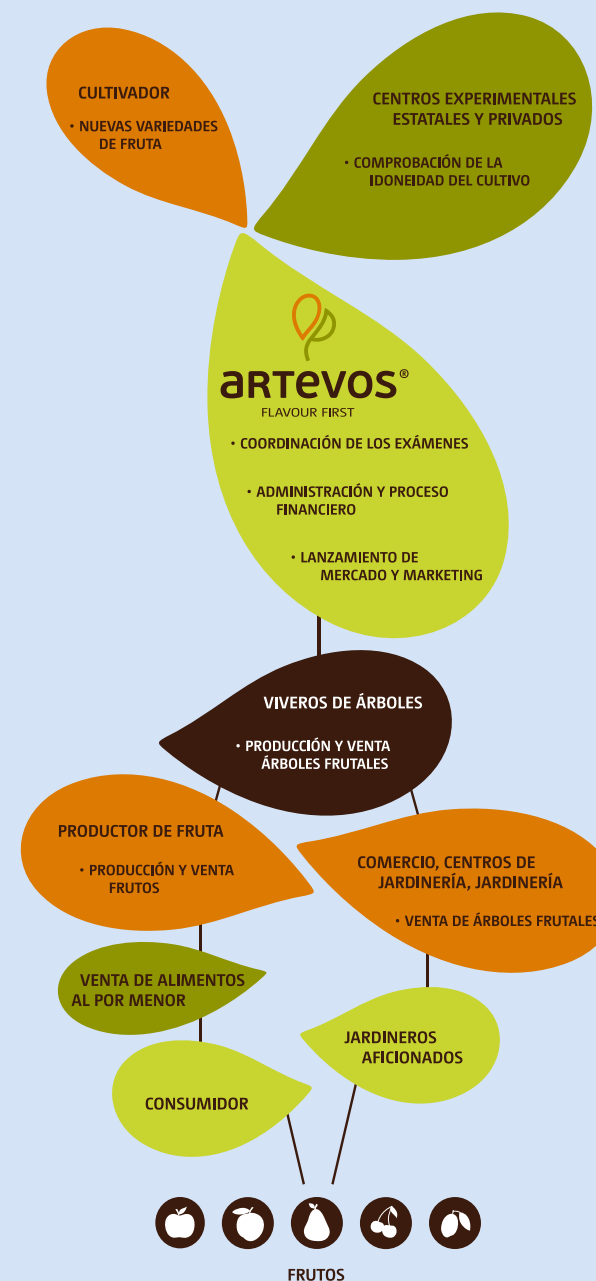 CULTIVADOR
• NUEVAS VARIEDADES
DE FRUTA
CENTROS EXPERIMENTALES
ESTATALES Y PRIVADOS
• COMPROBACIÓN DE LA
IDONEIDAD DEL CULTIVO
aRTeVOS®
FLAVOUR FIRST
• COORDINACIÓN DE LOS EXÁMENES
• ADMINISTRACIÓN Y PROCESO
FINANCIERO
• LANZAMIENTO DE
MERCADO Y MARKETING
VIVEROS DE ÁRBOLES
• PRODUCCIÓN Y VENTA
ÁRBOLES FRUTALES
PRODUCTOR DE FRUTA
• PRODUCCIÓN Y VENTA
FRUTOS
COMERCIO, CENTROS DE
JARDINERÍA, JARDINERÍA
• VENTA DE ÁRBOLES FRUTALES
VENTA DE ALIMENTOS
AL POR MENOR
JARDINEROS
AFICIONADOS
CONSUMIDOR
FRUTOS